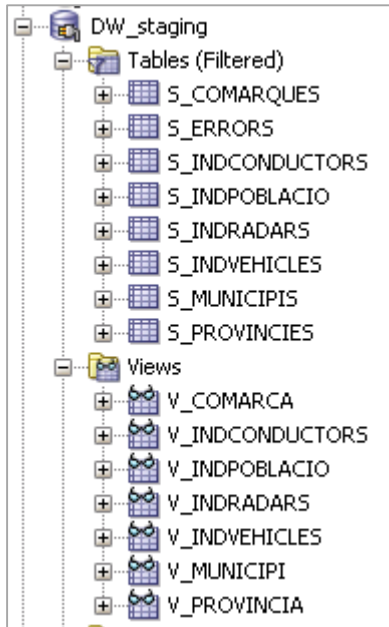 DW_staging
Tables (Filtered)
S_COMARQUES
S_ERRORS
S_INDCONDUCTORS
S_INDPOBLACIO
S_INDRADARS
S_INDVEHICLES
S_MUNICIPIS
S_PROVINCIES
Views
V_COMARCA
V_INDCONDUCTORS
V_INDPOBLACIO
V_INDRADARS
V_INDVEHICLES
V_MUNICIPI
V_PROVINCIA